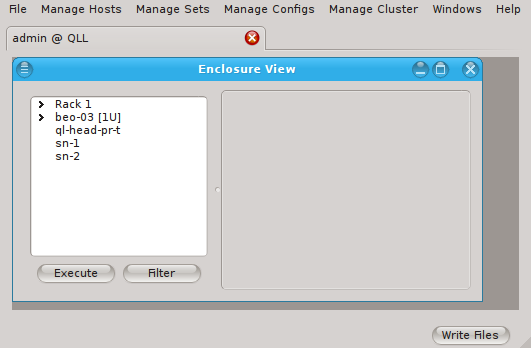 File Manage Hosts Manage Sets Manage Configs Manage Cluster Windows Help
admin @ QLL
Enclosure View
Rack 1
beo-03 [1U]
ql-head-pr-t
sn-1
sn-2
Execute Filter
Write Files